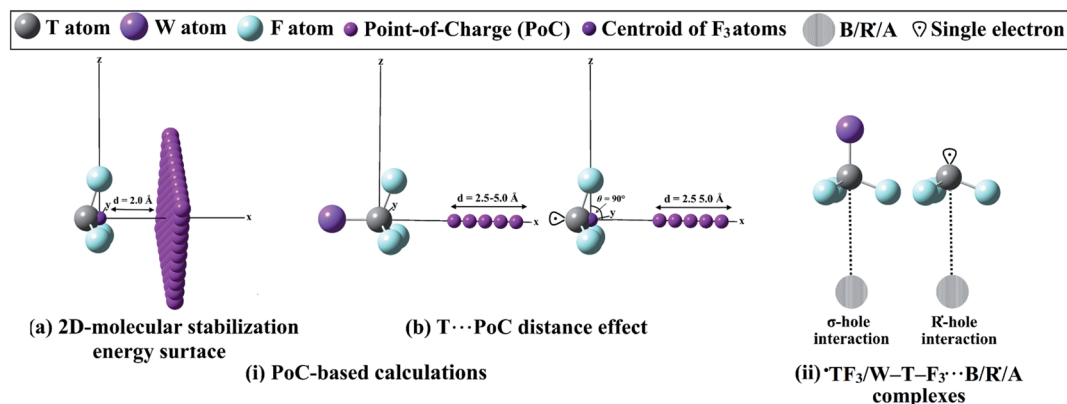 T atom W atom F atom Point-of-Charge (PoC) Centroid of F₃ atoms B/R˙/A Single electron
z
d = 2.0 Å
y
x
z
d = 2.5-5.0 Å
y
x
z
θ = 90°
d = 2.5 5.0 Å
y
x
(a) 2D-molecular stabilization
energy surface
(b) T···PoC distance effect
(i) PoC-based calculations
σ-hole
interaction
R˙-hole
interaction
(ii) ˙TF₃/W–T–F₃···B/R˙/A
complexes